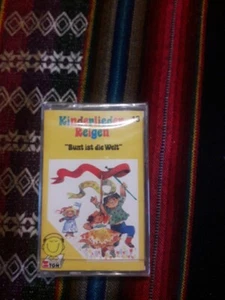 Kinderlieder
Reigen
"Bunt ist die Welt"